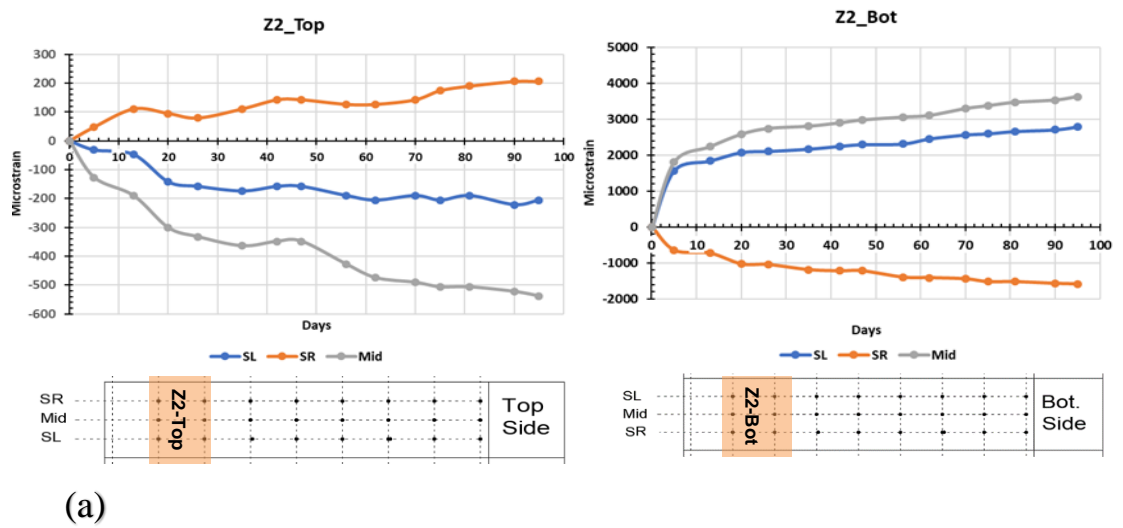 Z2_Top
300
200
100
0
-100
-200
-300
-400
-500
-600
0 10 20 30 40 50 60 70 80 90 100
Microstrain
Days
SL SR Mid
SR
Mid
SL
Z2-Top
Top
Side
Z2_Bot
5000
4000
3000
2000
1000
0
-1000
-2000
0 10 20 30 40 50 60 70 80 90 100
Microstrain
Days
SL SR Mid
SL
Mid
SR
Z2-Bot
Bot.
Side
(a)